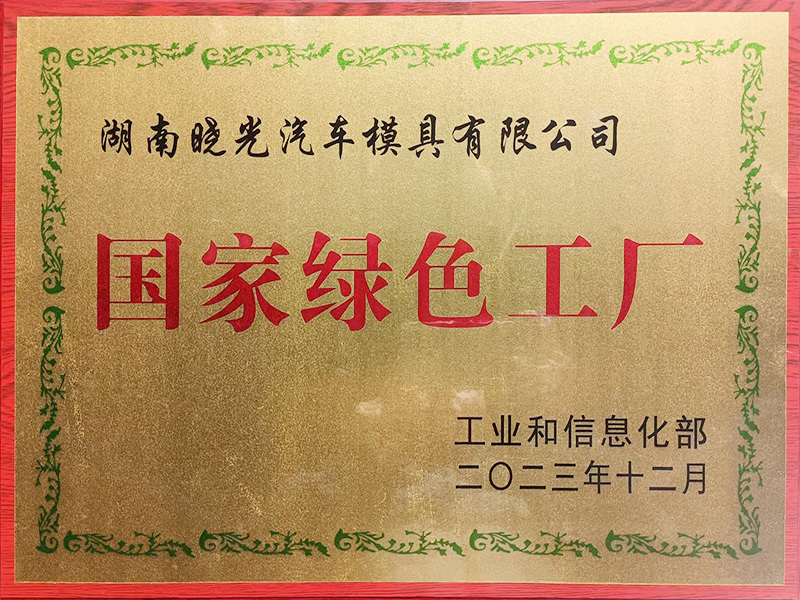 湖南晓光汽车模具有限公司
国家绿色工厂
工业和信息化部
二〇二三年十二月